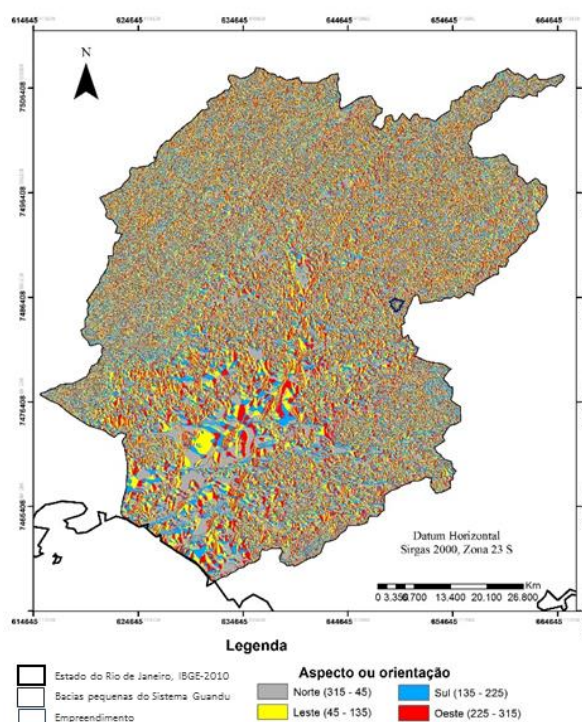 614645 624645 634645 644645 654645 664645
N
7506408
7496408
7486408
7476408
7466408
Datum Horizontal
Sirgas 2000, Zona 23 S
Km
0 3.350 6.700 13.400 20.100 26.800
614645 624645 634645 644645 654645 664645
Legenda
Estado do Rio de Janeiro, IBGE-2010
Bacias pequenas do Sistema Guandu
Empreendimento
Aspecto ou orientação
Norte (315 - 45) Sul (135 - 225)
Leste (45 - 135) Oeste (225 - 315)